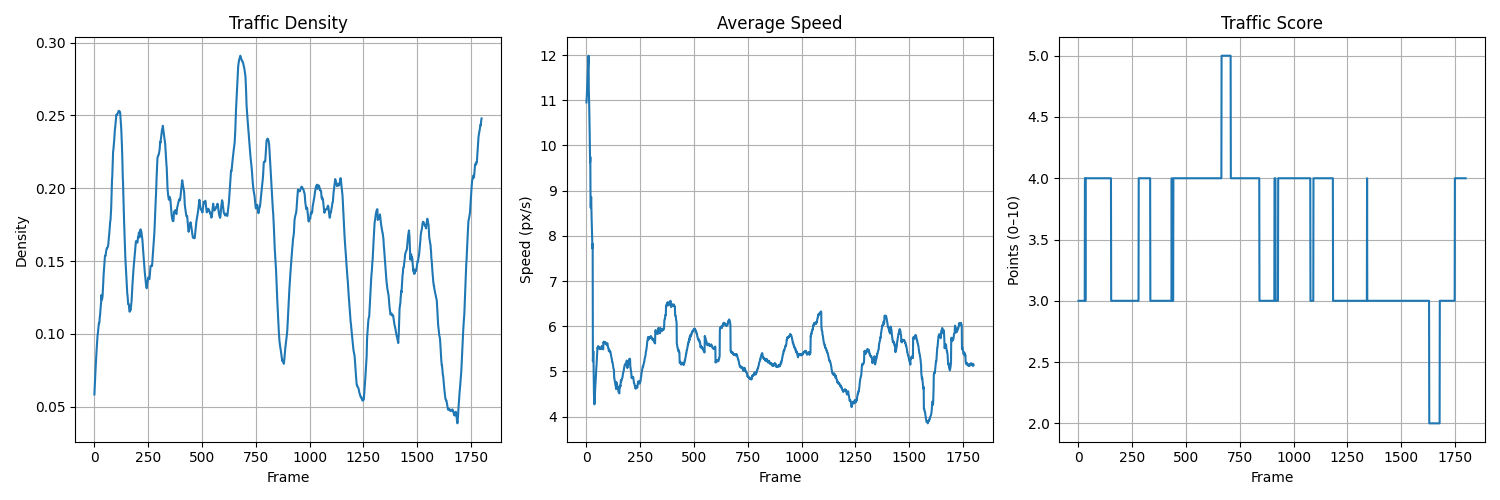 Traffic Density
Density
0.30
0.25
0.20
0.15
0.10
0.05
0 250 500 750 1000 1250 1500 1750
Frame
Average Speed
Speed (px/s)
12
11
10
9
8
7
6
5
4
0 250 500 750 1000 1250 1500 1750
Frame
Traffic Score
Points (0–10)
5.0
4.5
4.0
3.5
3.0
2.5
2.0
0 250 500 750 1000 1250 1500 1750
Frame